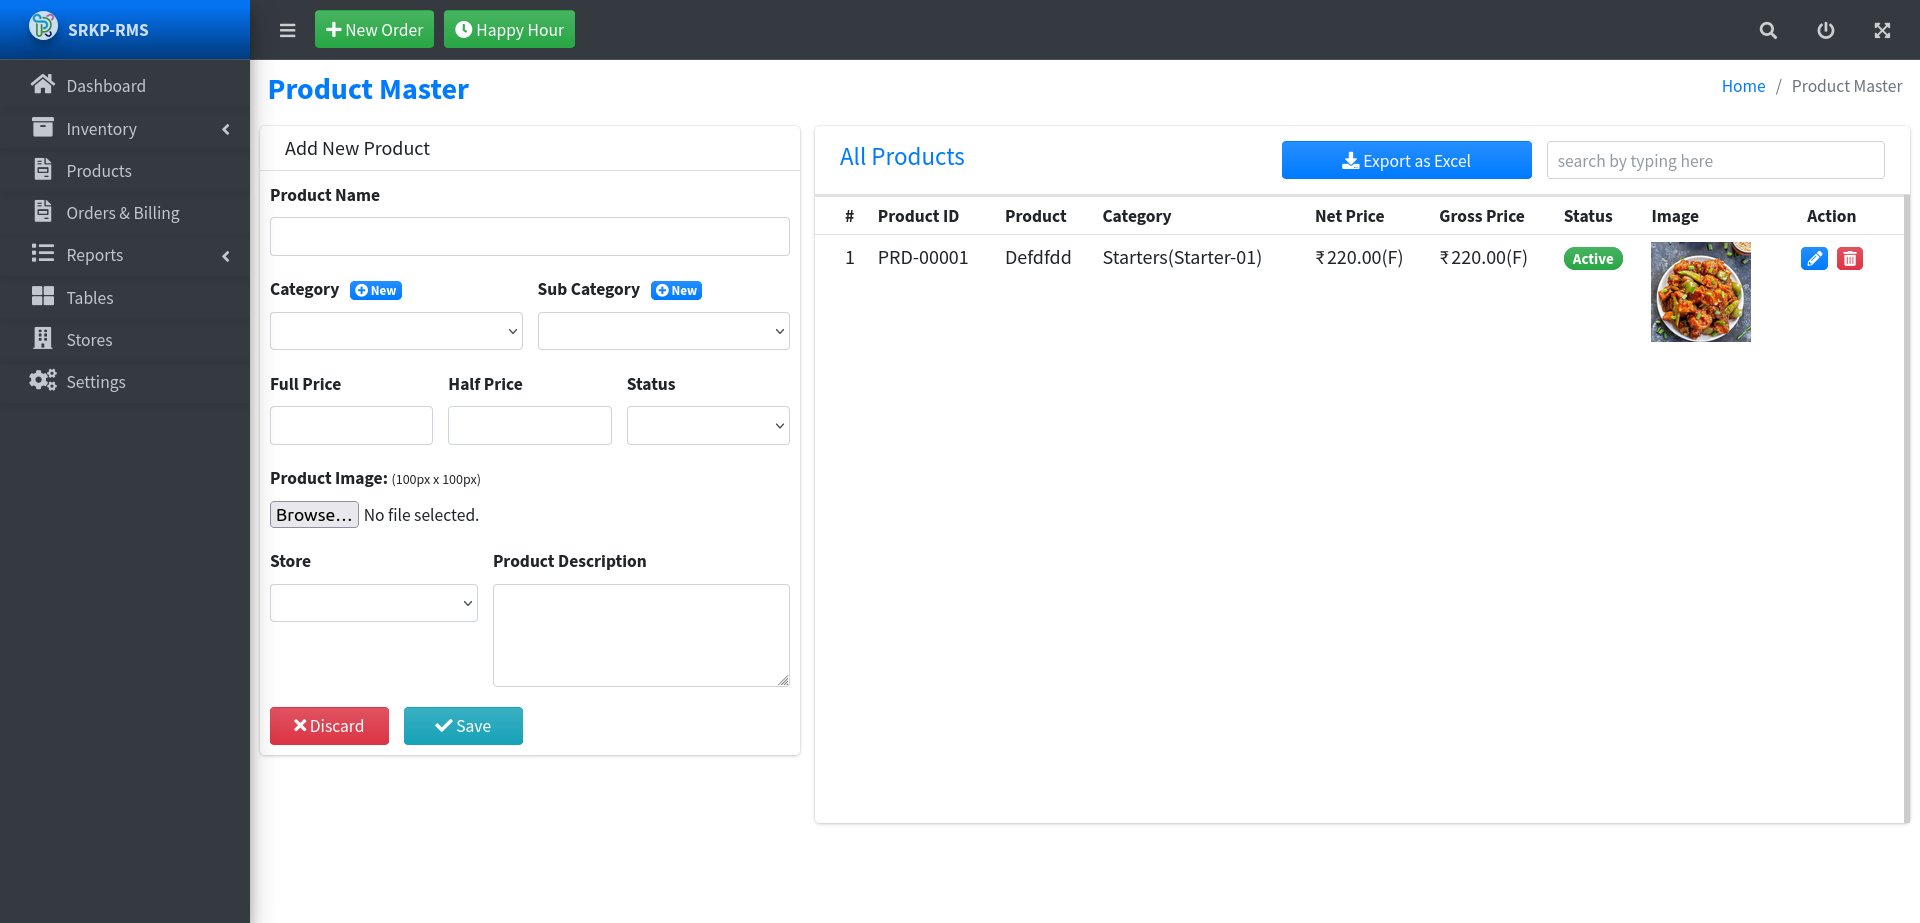 SRKP-RMS
New Order
Happy Hour
Dashboard
Inventory
Products
Orders & Billing
Reports
Tables
Stores
Settings
Product Master
Home / Product Master
Add New Product
Product Name
Category New Sub Category New
Full Price Half Price Status
Product Image: (100px x 100px)
Browse... No file selected.
Store Product Description
Discard Save
All Products Export as Excel search by typing here
# Product ID Product Category Net Price Gross Price Status Image Action
1 PRD-00001 Defdfdd Starters(Starter-01) ₹220.00(F) ₹220.00(F) Active